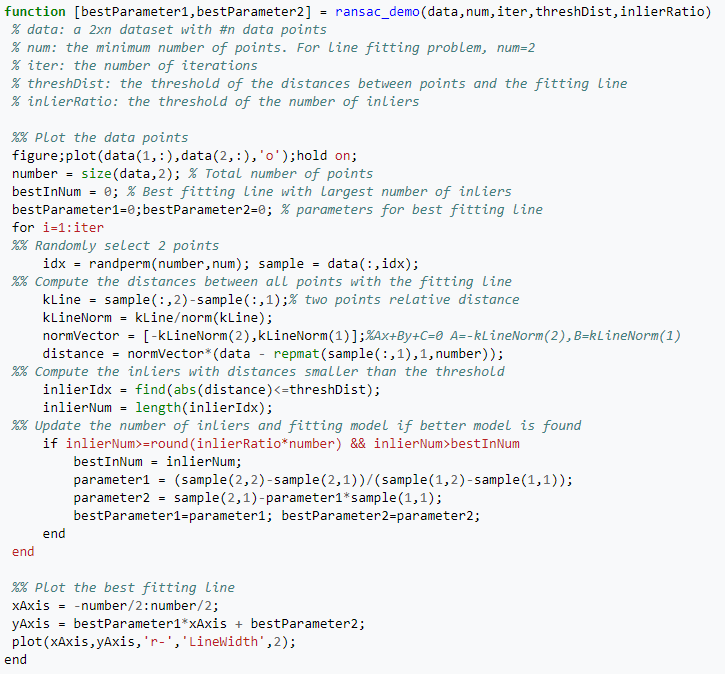 function [bestParameter1,bestParameter2] = ransac_demo(data,num,iter,threshDist,inlierRatio)
% data: a 2xn dataset with #n data points
% num: the minimum number of points. For line fitting problem, num=2
% iter: the number of iterations
% threshDist: the threshold of the distances between points and the fitting line
% inlierRatio: the threshold of the number of inliers
%% Plot the data points
figure;plot(data(1,:),data(2,:),'o');hold on;
number = size(data,2); % Total number of points
bestInNum = 0; % Best fitting line with largest number of inliers
bestParameter1=0;bestParameter2=0; % parameters for best fitting line
for i=1:iter
%% Randomly select 2 points
idx = randperm(number,num); sample = data(:,idx);
%% Compute the distances between all points with the fitting line
kLine = sample(:,2)-sample(:,1);% two points relative distance
kLineNorm = kLine/norm(kLine);
normVector = [-kLineNorm(2),kLineNorm(1)];%Ax+By+C=0 A=-kLineNorm(2),B=kLineNorm(1)
distance = normVector*(data - repmat(sample(:,1),1,number));
%% Compute the inliers with distances smaller than the threshold
inlierIdx = find(abs(distance)<=threshDist);
inlierNum = length(inlierIdx);
%% Update the number of inliers and fitting model if better model is found
if inlierNum>=round(inlierRatio*number) && inlierNum>bestInNum
bestInNum = inlierNum;
parameter1 = (sample(2,2)-sample(2,1))/(sample(1,2)-sample(1,1));
parameter2 = sample(2,1)-parameter1*sample(1,1);
bestParameter1=parameter1; bestParameter2=parameter2;
end
end
%% Plot the best fitting line
xAxis = -number/2:number/2;
yAxis = bestParameter1*xAxis + bestParameter2;
plot(xAxis,yAxis,'r-','LineWidth',2);
end